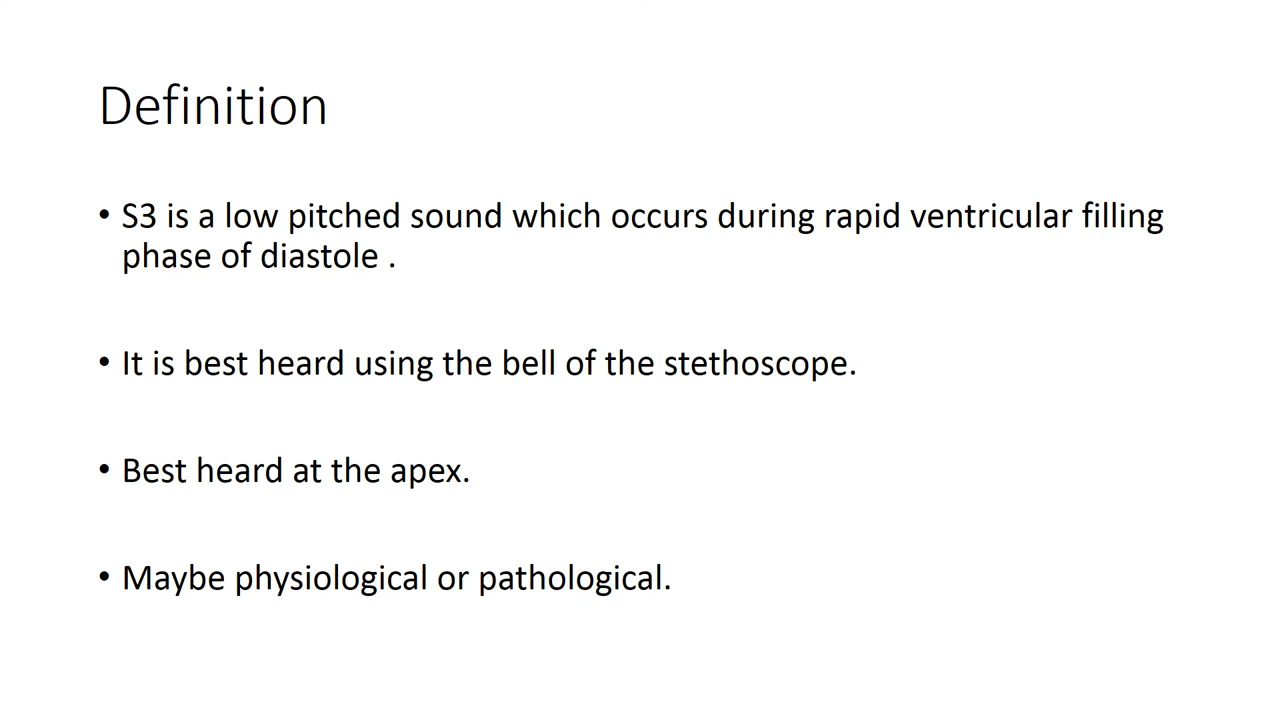 Definition
• S3 is a low pitched sound which occurs during rapid ventricular filling
phase of diastole .
• It is best heard using the bell of the stethoscope.
• Best heard at the apex.
• Maybe physiological or pathological.